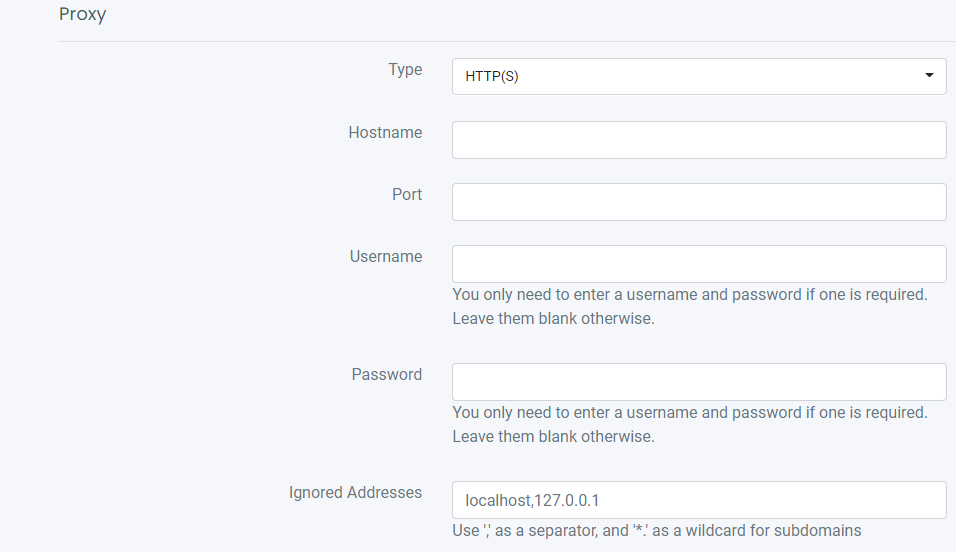 Proxy
Type
HTTP(S)
Hostname
Port
Username
You only need to enter a username and password if one is required.
Leave them blank otherwise.
Password
You only need to enter a username and password if one is required.
Leave them blank otherwise.
Ignored Addresses
localhost,127.0.0.1
Use ',' as a separator, and '*.' as a wildcard for subdomains